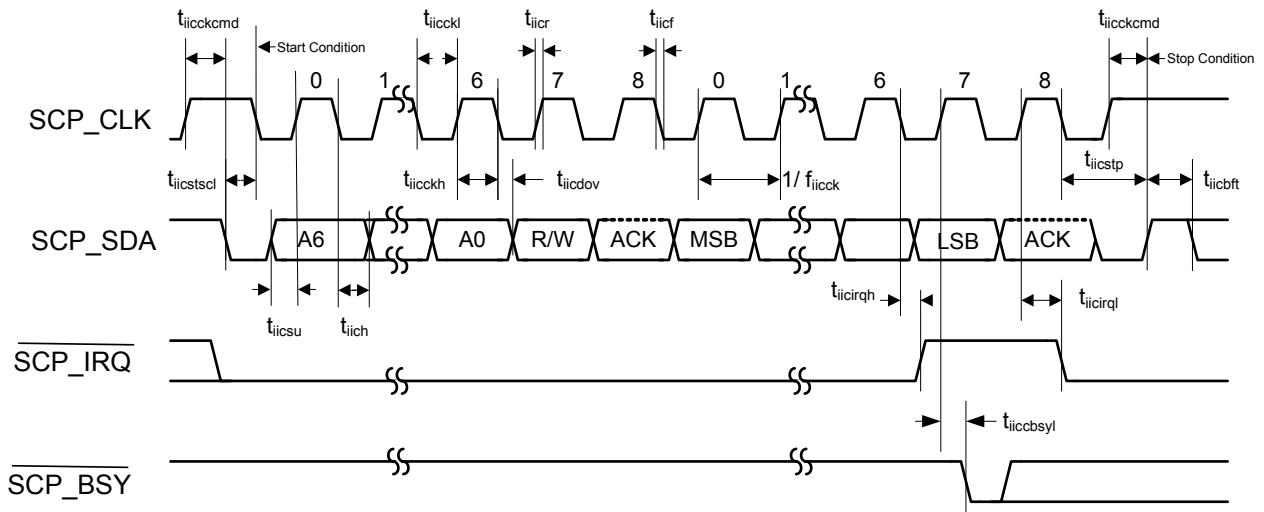 tiicckcmd tiicckl tiicr tiicf tiicckcmd
Start Condition Stop Condition
0 1 6 7 8 0 1 6 7 8
SCP_CLK
tiicstscl tiicckh tiicdov 1/ fiicck tiicstp tiicbft
SCP_SDA A6 A0 R/W ACK MSB LSB ACK
tiicsu tiich tiicirqh tiicirql
SCP_IRQ
tiiccbsyl
SCP_BSY